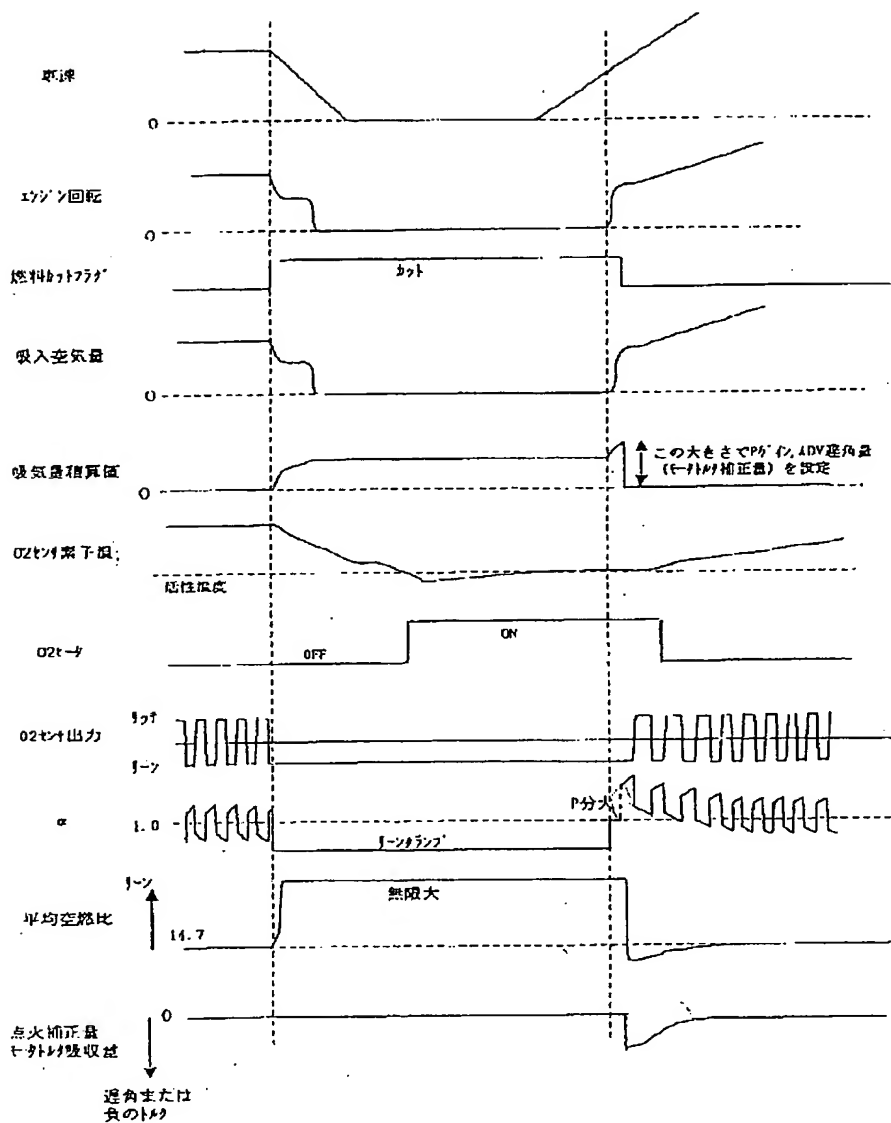 車速
0
エンジン回転
0
燃料カットフラグ
カット
吸入空気量
0
吸気量積算値
0
この大きさでPゲイン,ADV遅角量
(モータトルク補正量)を設定
O2センサ素子温
活性温度
O2ヒータ
OFF
ON
O2センサ出力
リッチ
リーン
α
1.0
リーンクランプ
P分大
リーン
平均空燃比
14.7
無限大
0
点火補正量
モータトルク吸収量
遅角または
負のトルク